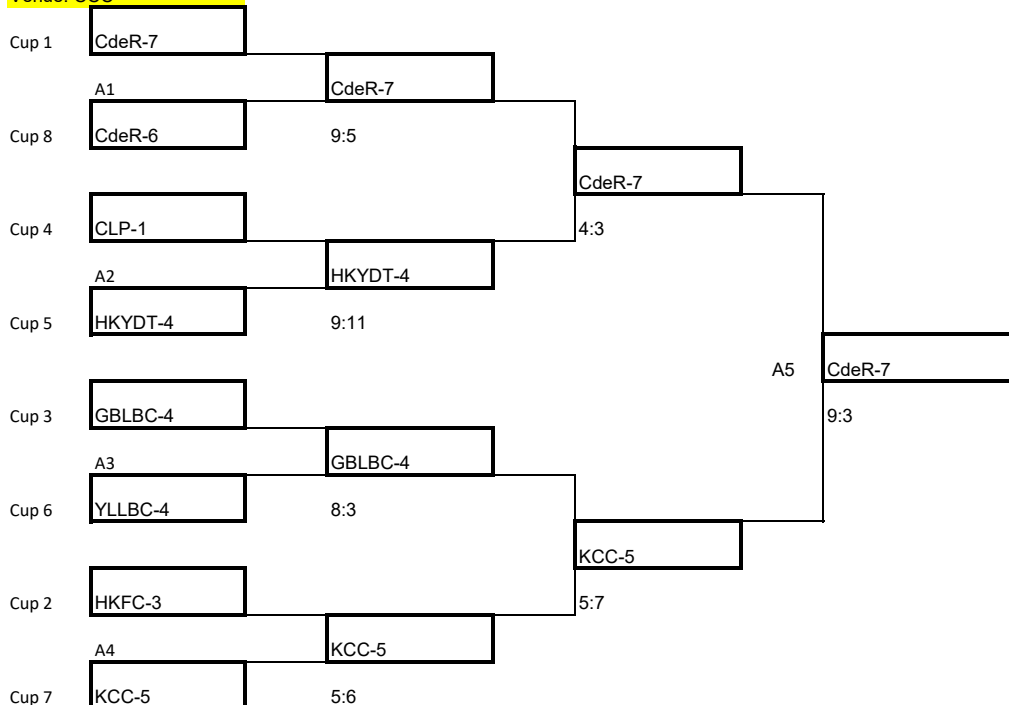 Cup 1 CdeR-7
A1 CdeR-7
Cup 8 CdeR-6 9:5
CdeR-7
Cup 4 CLP-1 4:3
A2 HKYDT-4
Cup 5 HKYDT-4 9:11
A5 CdeR-7
Cup 3 GBLBC-4 9:3
A3 GBLBC-4
Cup 6 YLLBC-4 8:3
KCC-5
Cup 2 HKFC-3 5:7
A4 KCC-5
Cup 7 KCC-5 5:6